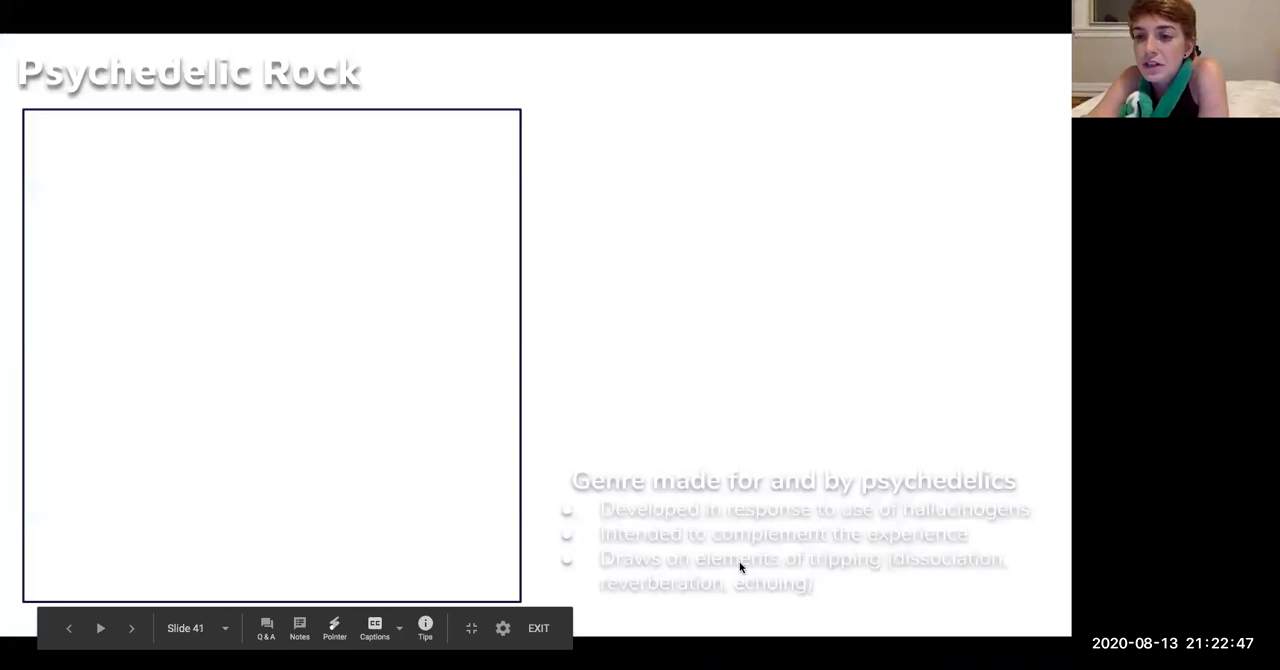 Psychedelic Rock
Genre made for and by psychedelics
● Developed in response to use of hallucinogens
● Intended to complement the experience
● Draws on elements of tripping (dissociation,
reverberation, echoing)
Slide 41
Q & A
Notes
Pointer
Captions
Tips
EXIT
2020-08-13 21:22:47